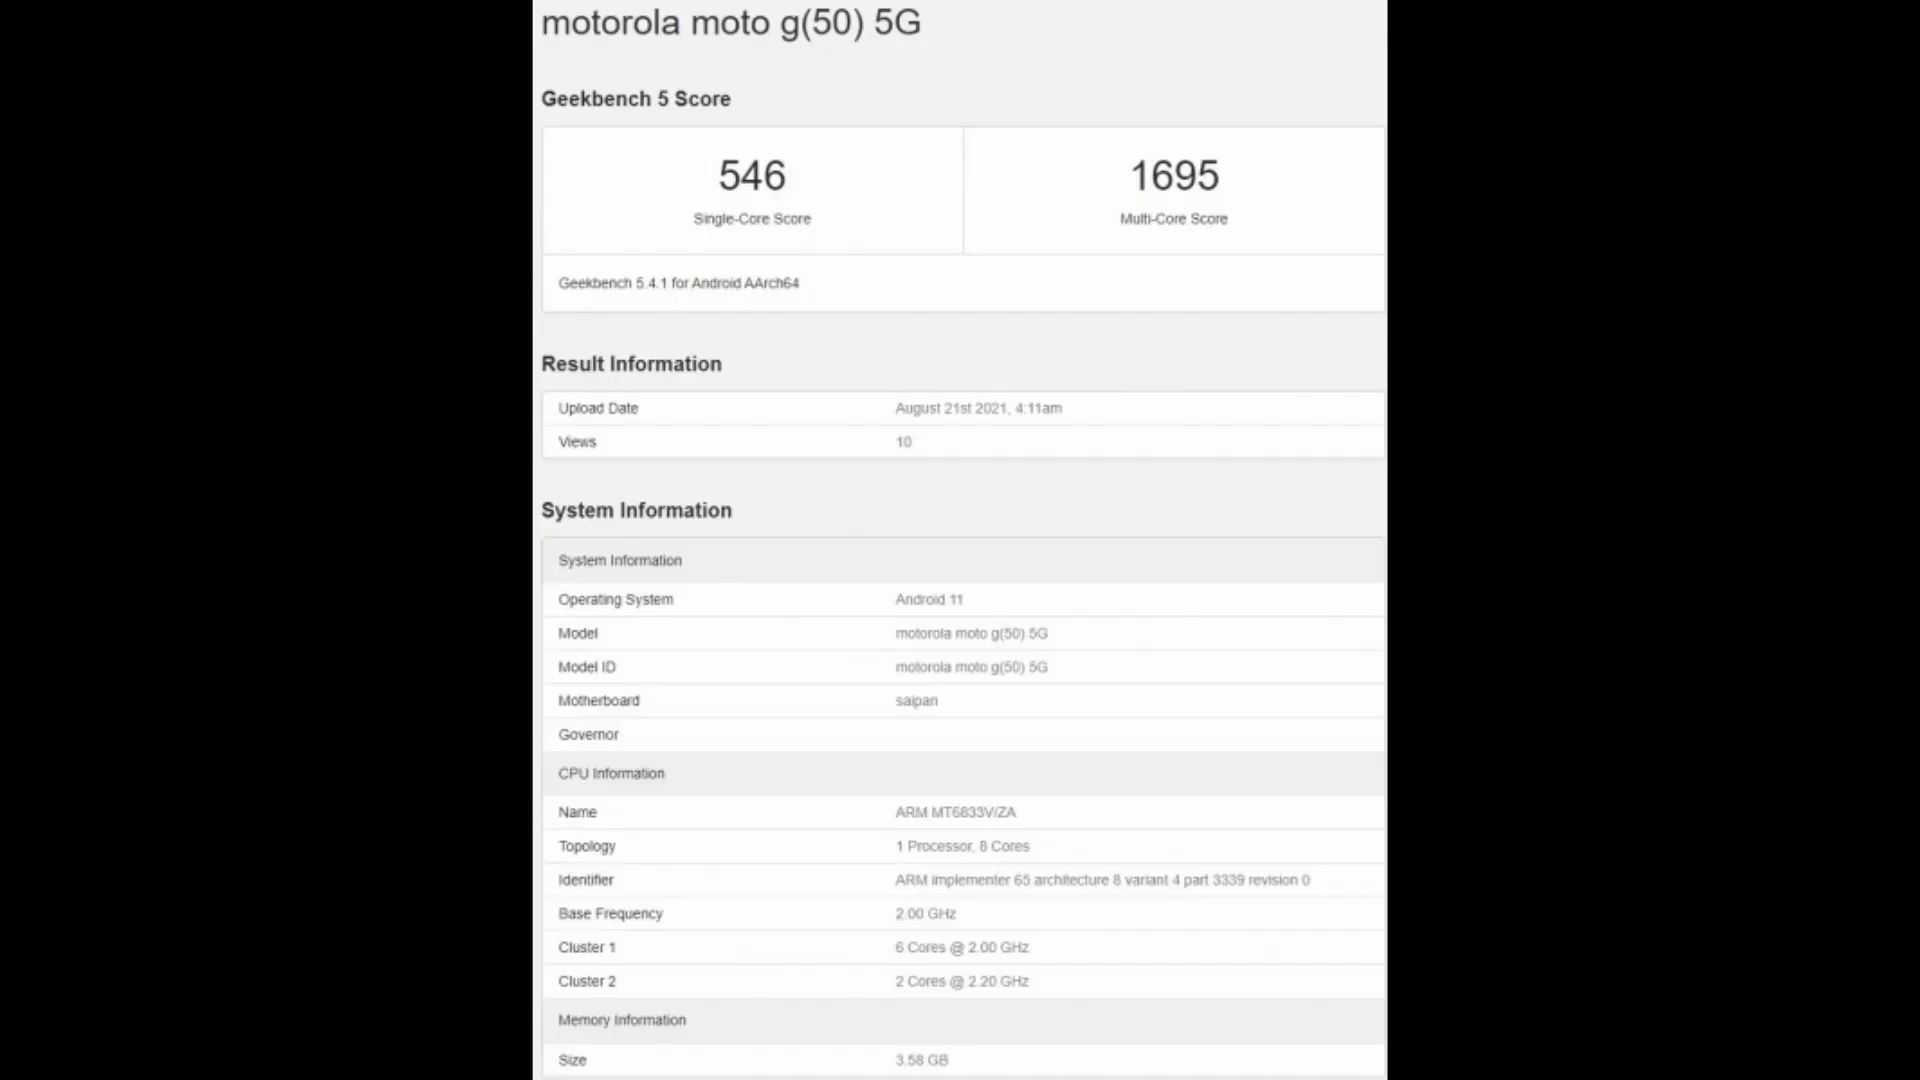 motorola moto g(50) 5G
Geekbench 5 Score
546
1695
Single-Core Score
Multi-Core Score
Geekbench 5.4.1 for Android AArch64
Result Information
Upload Date August 21st 2021, 4:11am
Views 10
System Information
System Information
Operating System Android 11
Model motorola moto g(50) 5G
Model ID motorola moto g(50) 5G
Motherboard saipan
Governor
CPU Information
Name ARM MT6833V/ZA
Topology 1 Processor, 8 Cores
Identifier ARM implementer 65 architecture 8 variant 4 part 3339 revision 0
Base Frequency 2.00 GHz
Cluster 1 6 Cores @ 2.00 GHz
Cluster 2 2 Cores @ 2.20 GHz
Memory Information
Size 3.58 GB